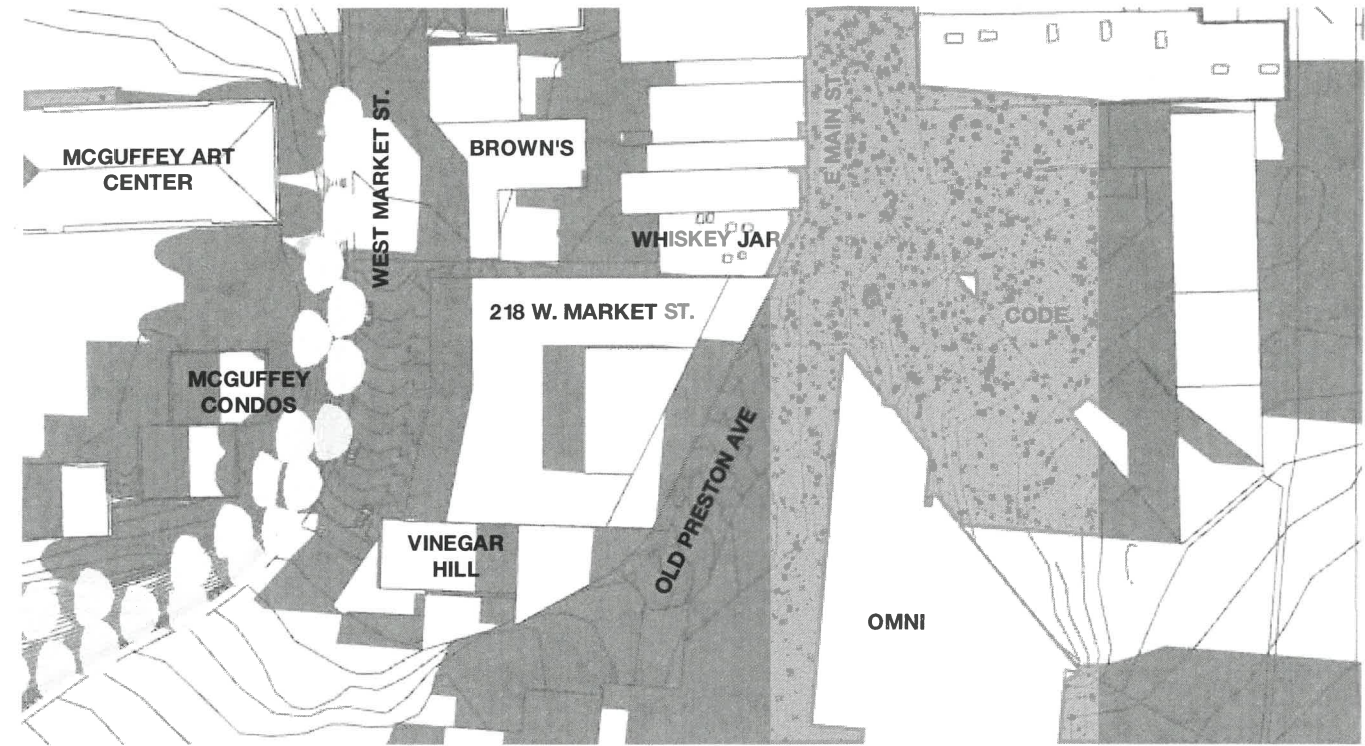 E MAIN ST
MCGUFFEY ART
CENTER
WEST MARKET ST.
BROWN'S
WHISKEY JAR
218 W. MARKET ST.
CODE
MCGUFFEY
CONDOS
OLD PRESTON AVE
VINEGAR
HILL
OMNI